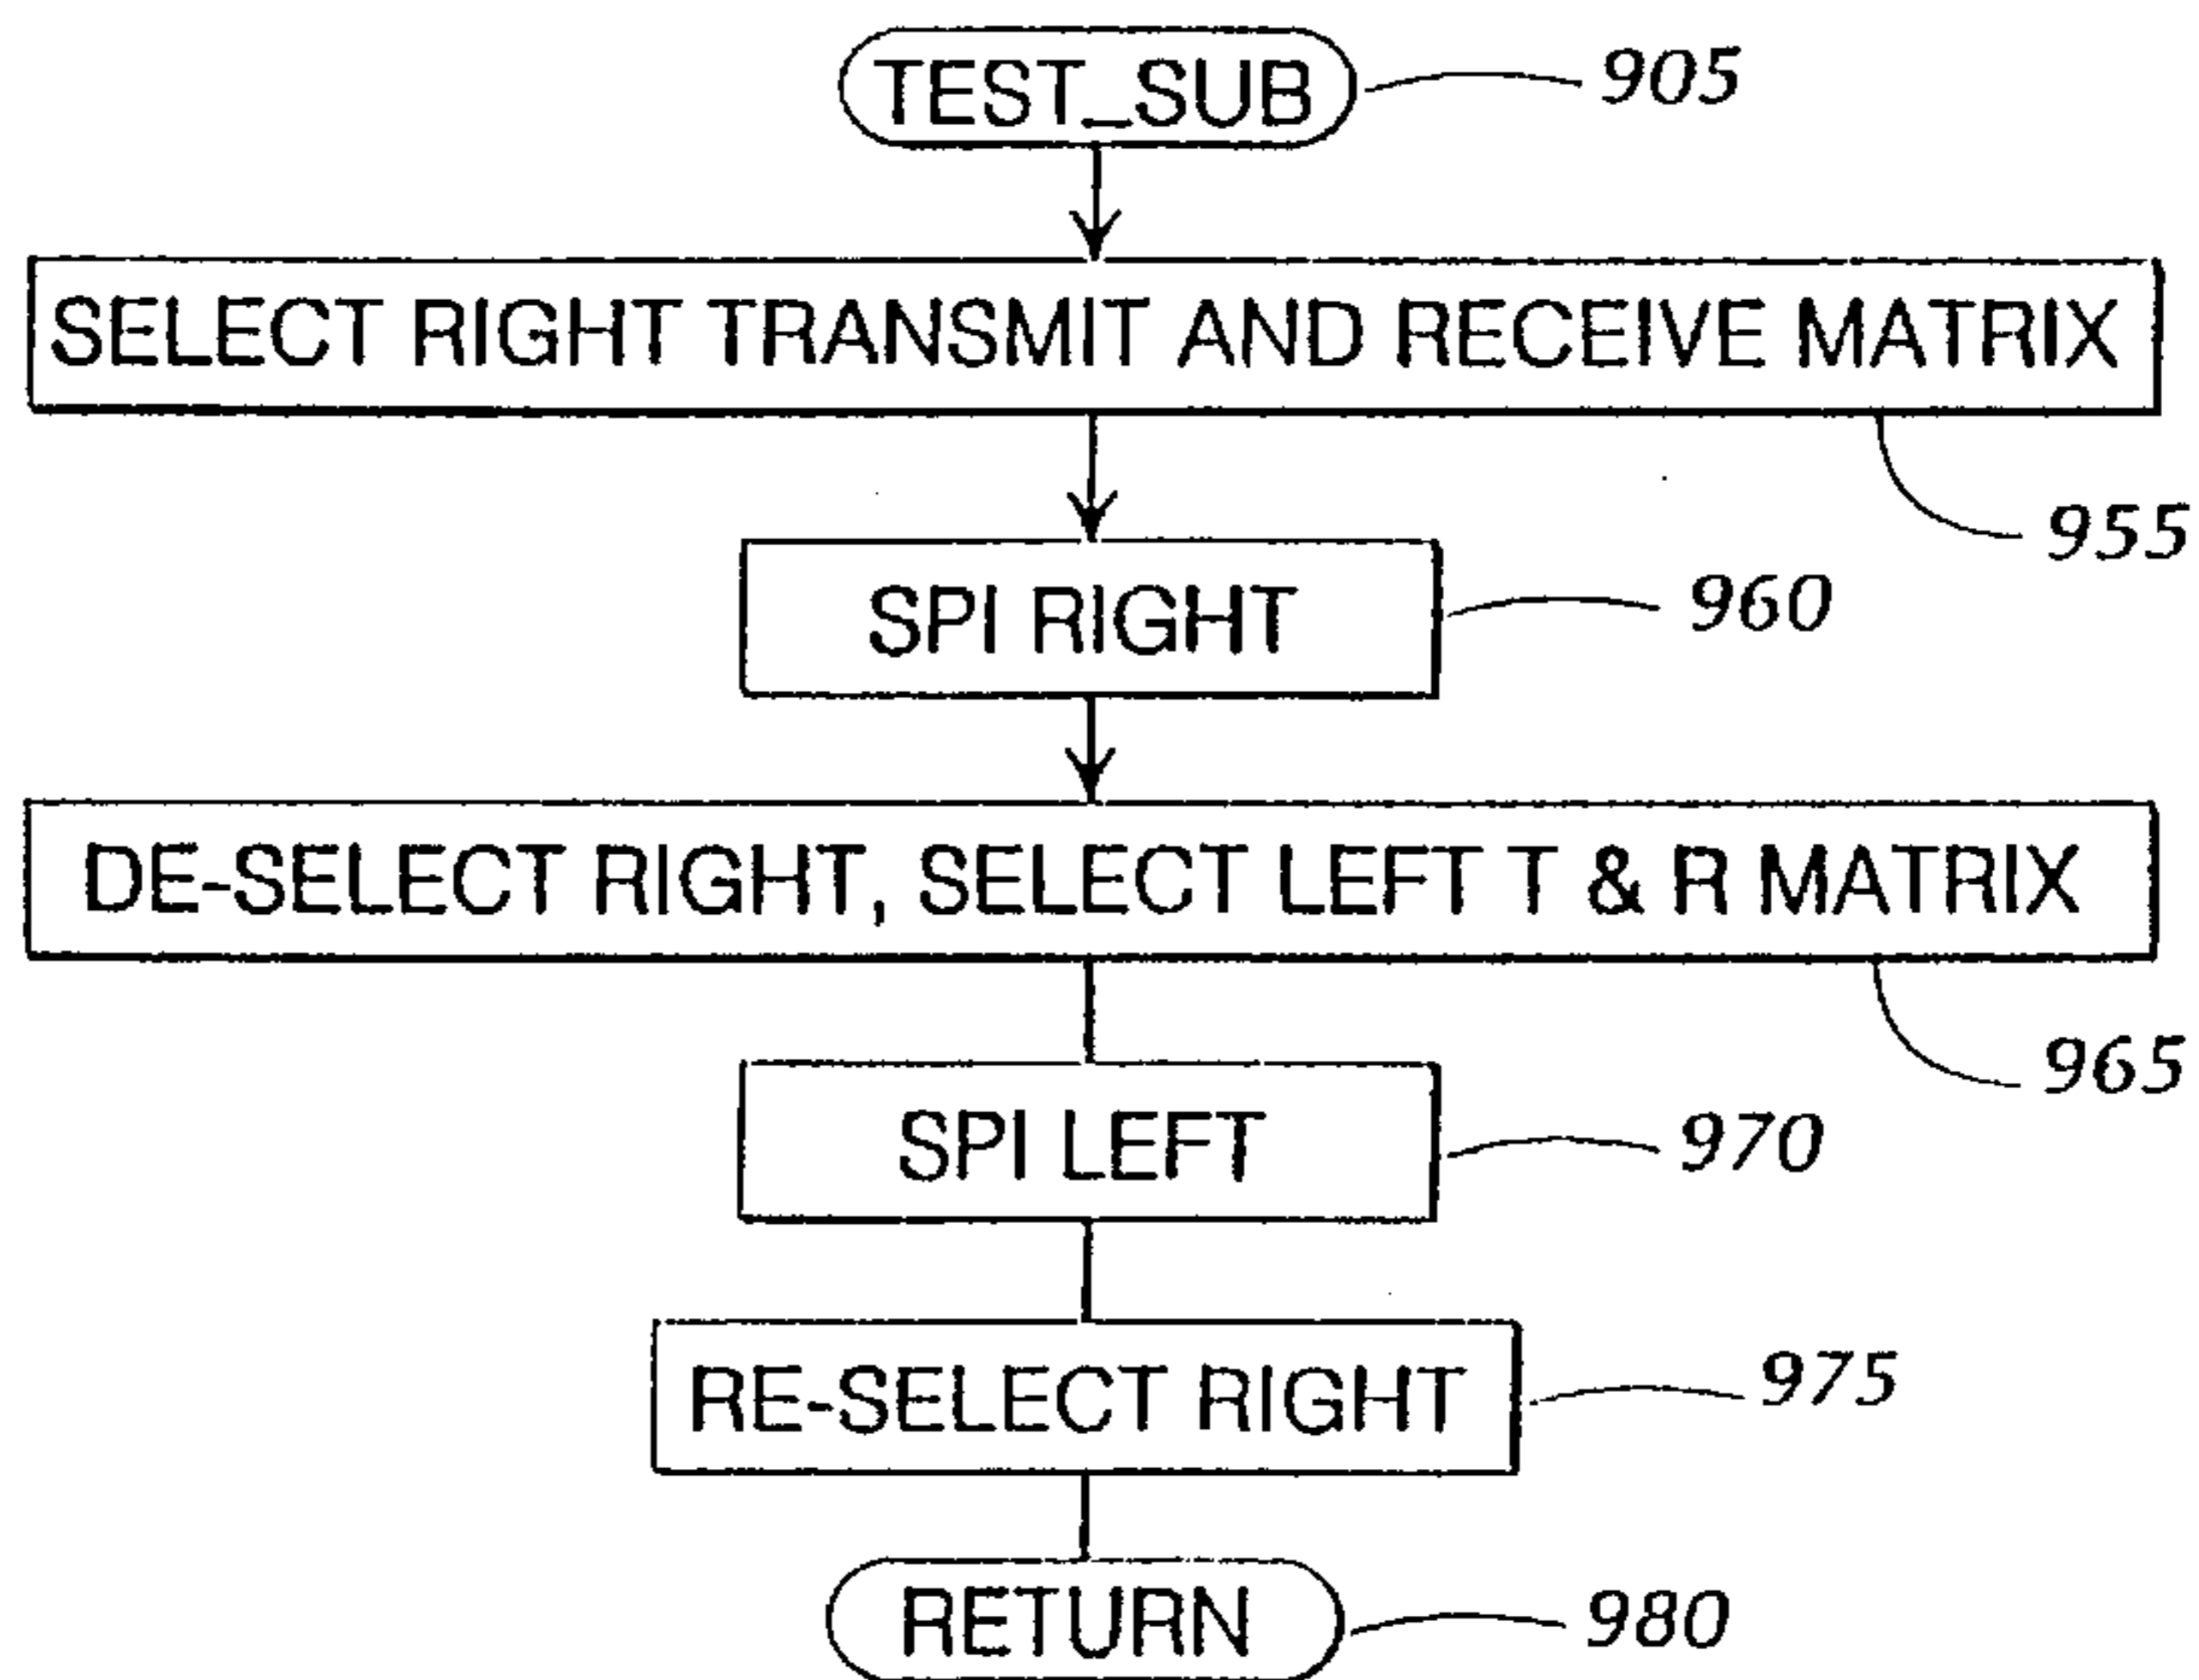 TEST_SUB
905
SELECT RIGHT TRANSMIT AND RECEIVE MATRIX
955
SPI RIGHT
960
DE-SELECT RIGHT, SELECT LEFT T & R MATRIX
965
SPI LEFT
970
RE-SELECT RIGHT
975
RETURN
980